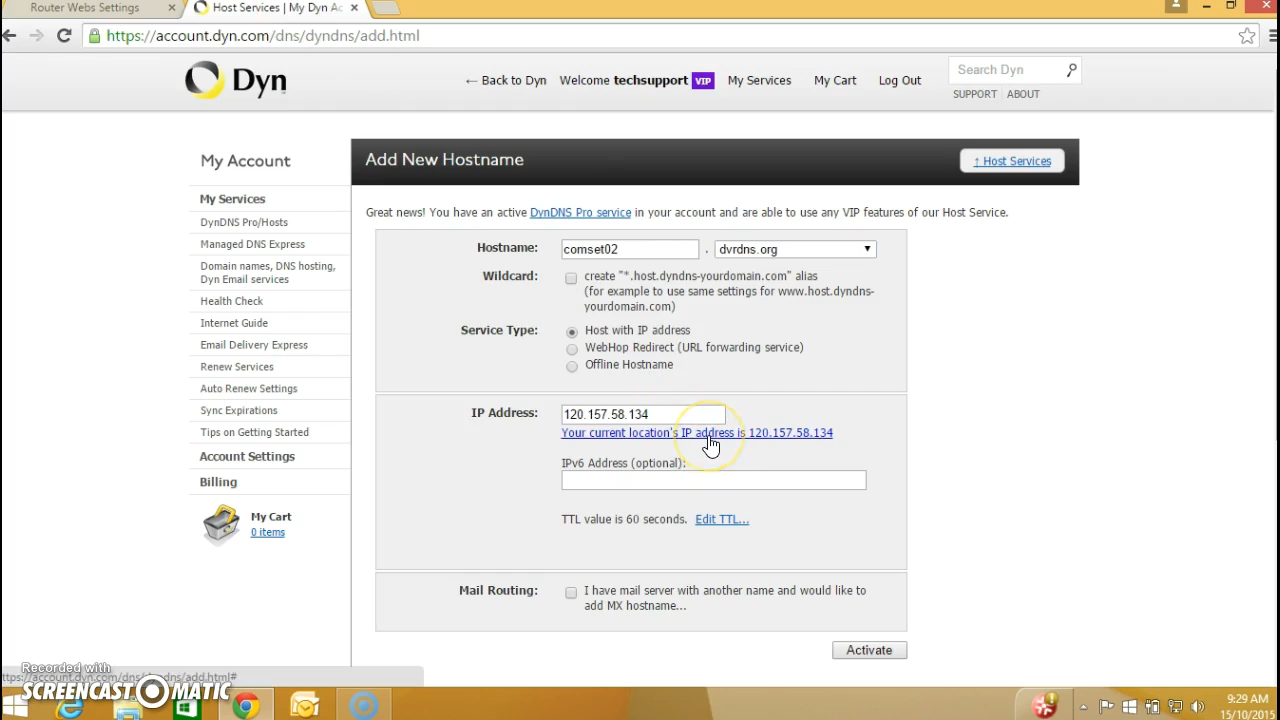 Router Webs Settings
Host Services | My Dyn Ac
https://account.dyn.com/dns/dyndns/add.html
Dyn
← Back to Dyn
Welcome techsupport VIP
My Services
My Cart
Log Out
Search Dyn
SUPPORT | ABOUT
My Account
My Services
DynDNS Pro/Hosts
Managed DNS Express
Domain names, DNS hosting,
Dyn Email services
Health Check
Internet Guide
Email Delivery Express
Renew Services
Auto Renew Settings
Sync Expirations
Tips on Getting Started
Account Settings
Billing
My Cart
0 items
Add New Hostname
↑ Host Services
Great news! You have an active DynDNS Pro service in your account and are able to use any VIP features of our Host Service.
Hostname: comset02 . dvrdns.org
Wildcard: create "*.host.dyndns-yourdomain.com" alias
(for example to use same settings for www.host.dyndns-
yourdomain.com)
Service Type: Host with IP address
WebHop Redirect (URL forwarding service)
Offline Hostname
IP Address: 120.157.58.134
Your current location's IP address is 120.157.58.134
IPv6 Address (optional):
TTL value is 60 seconds. Edit TTL...
Mail Routing: I have mail server with another name and would like to
add MX hostname...
Activate
ttps://account.dyn.com/dns/dyndns/add.html#
Recorded with
SCREENCAST-O-MATIC
9:29 AM
15/10/2015